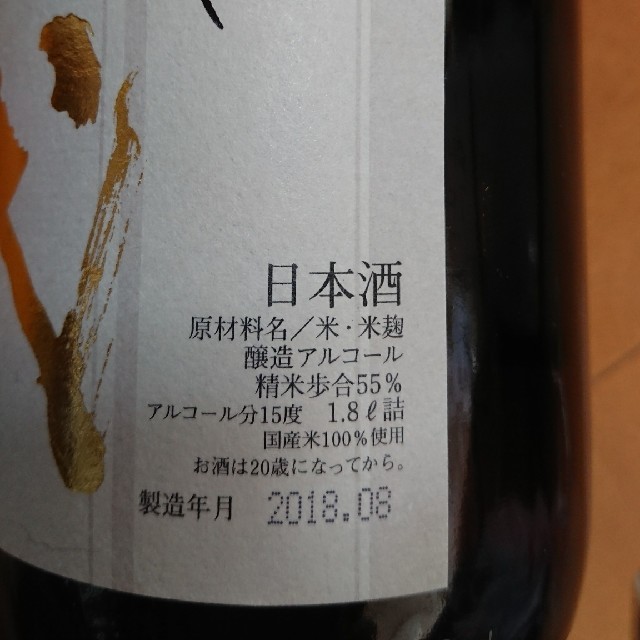 日本酒
原材料名／米・米麹
醸造アルコール
精米歩合55%
アルコール分15度 1.8ℓ詰
国産米100%使用
お酒は20歳になってから。
製造年月 2018.08